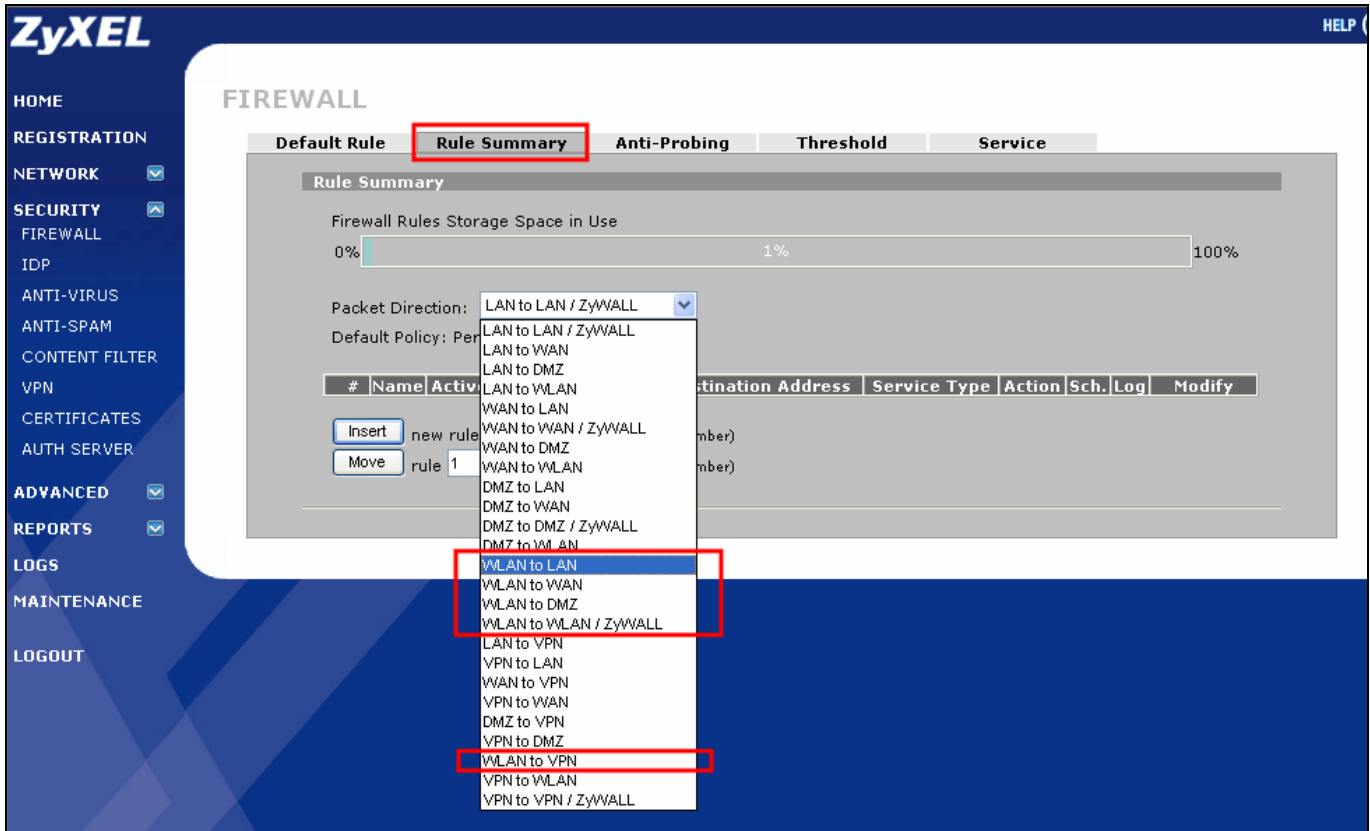 ZyXEL
HELP
HOME
REGISTRATION
NETWORK
SECURITY
FIREWALL
IDP
ANTI-VIRUS
ANTI-SPAM
CONTENT FILTER
VPN
CERTIFICATES
AUTH SERVER
ADVANCED
REPORTS
LOGS
MAINTENANCE
LOGOUT
FIREWALL
Default Rule Rule Summary Anti-Probing Threshold Service
Rule Summary
Firewall Rules Storage Space in Use
0% 1% 100%
Packet Direction: LAN to LAN / ZyWALL
Default Policy:
# Name Address Service Type Action Sch. Log Modify
Insert new rule
Move rule 1
LAN to LAN / ZyWALL
LAN to WAN
LAN to DMZ
LAN to WLAN
WAN to LAN
WAN to WAN / ZyWALL
WAN to DMZ
WAN to WLAN
DMZ to LAN
DMZ to WAN
DMZ to DMZ / ZyWALL
DMZ to WLAN
WLAN to LAN
WLAN to WAN
WLAN to DMZ
WLAN to WLAN / ZyWALL
LAN to VPN
VPN to LAN
WAN to VPN
VPN to WAN
DMZ to VPN
VPN to DMZ
WLAN to VPN
VPN to WLAN
VPN to VPN / ZyWALL